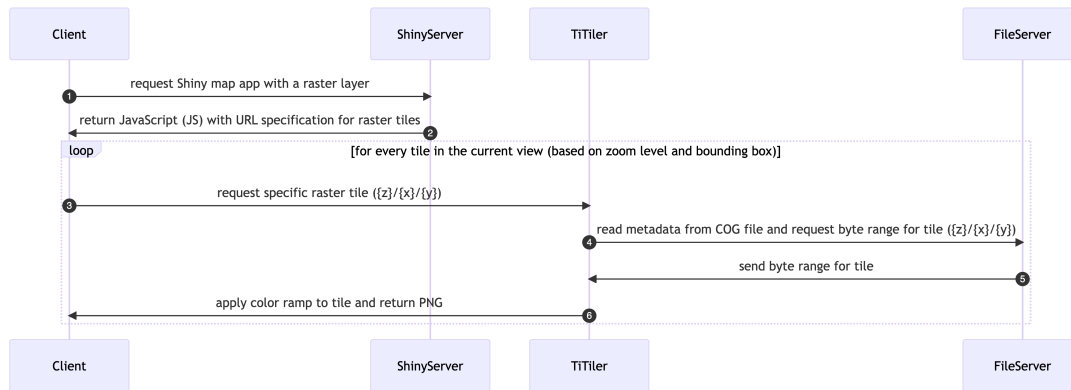 Client
ShinyServer
TiTiler
FileServer
request Shiny map app with a raster layer
1
return JavaScript (JS) with URL specification for raster tiles
2
loop
[for every tile in the current view (based on zoom level and bounding box)]
request specific raster tile ({z}/{x}/{y})
3
read metadata from COG file and request byte range for tile ({z}/{x}/{y})
4
send byte range for tile
5
apply color ramp to tile and return PNG
6
Client
ShinyServer
TiTiler
FileServer